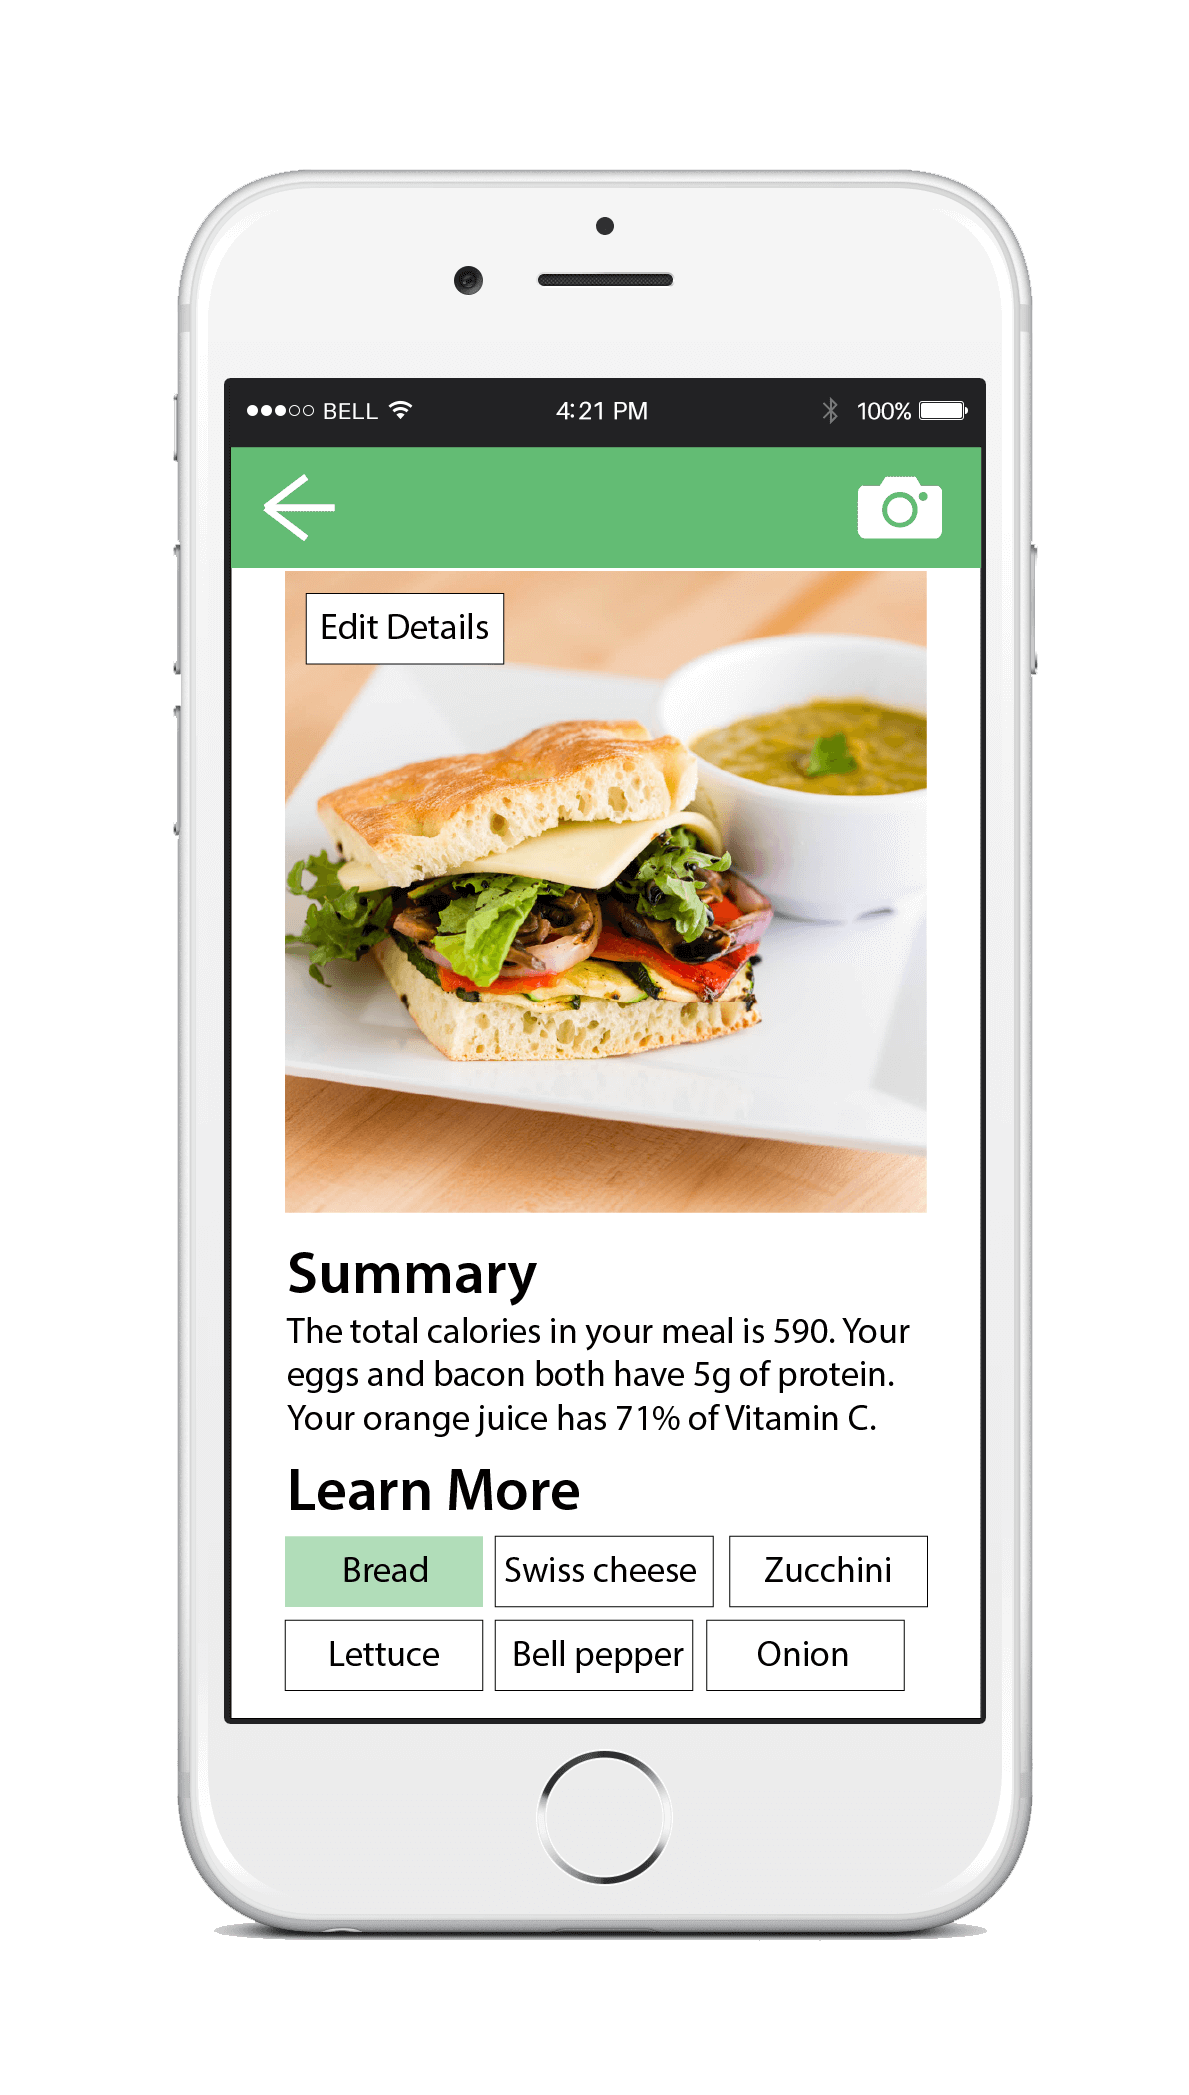 BELL 4:21 PM 100%
Edit Details
Summary
The total calories in your meal is 590. Your
eggs and bacon both have 5g of protein.
Your orange juice has 71% of Vitamin C.
Learn More
Bread Swiss cheese Zucchini
Lettuce Bell pepper Onion